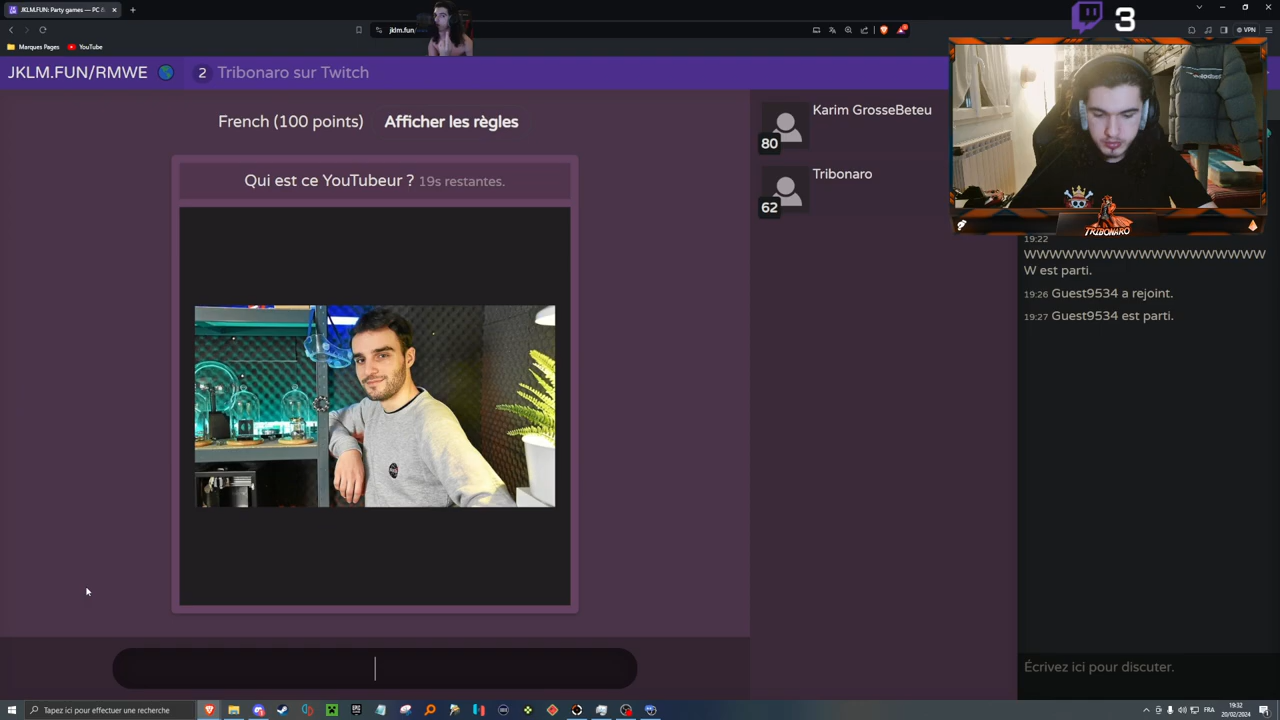 JKLM.FUN: Party games — PC &
jklm.fun/
VPN
Marques Pages
YouTube
3
JKLM.FUN/RMWE
2
Tribonaro sur Twitch
French (100 points)
Afficher les règles
Qui est ce YouTubeur ? 19s restantes.
Karim GrosseBeteu
80
Tribonaro
62
TRIBONARO
19:22
WWWWWWWWWWWWWWWWWWW
W est parti.
19:26 Guest9534 a rejoint.
19:27 Guest9534 est parti.
Écrivez ici pour discuter.
Tapez ici pour effectuer une recherche
FRA
19:32
20/02/2024